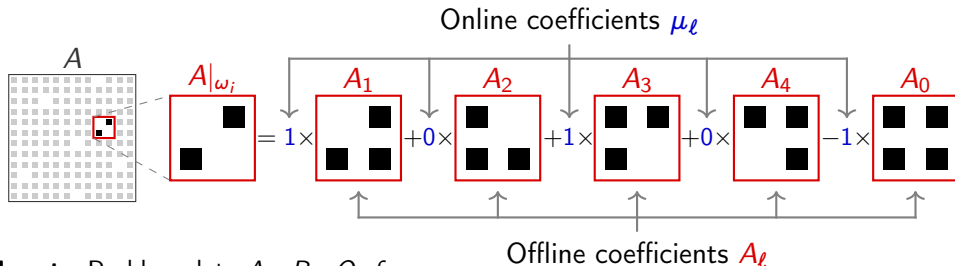 Online coefficients μ_ℓ
A A|_{ω_i} A_1 A_2 A_3 A_4 A_0
= 1× +0× +1× +0× −1×
Offline coefficients A_ℓ